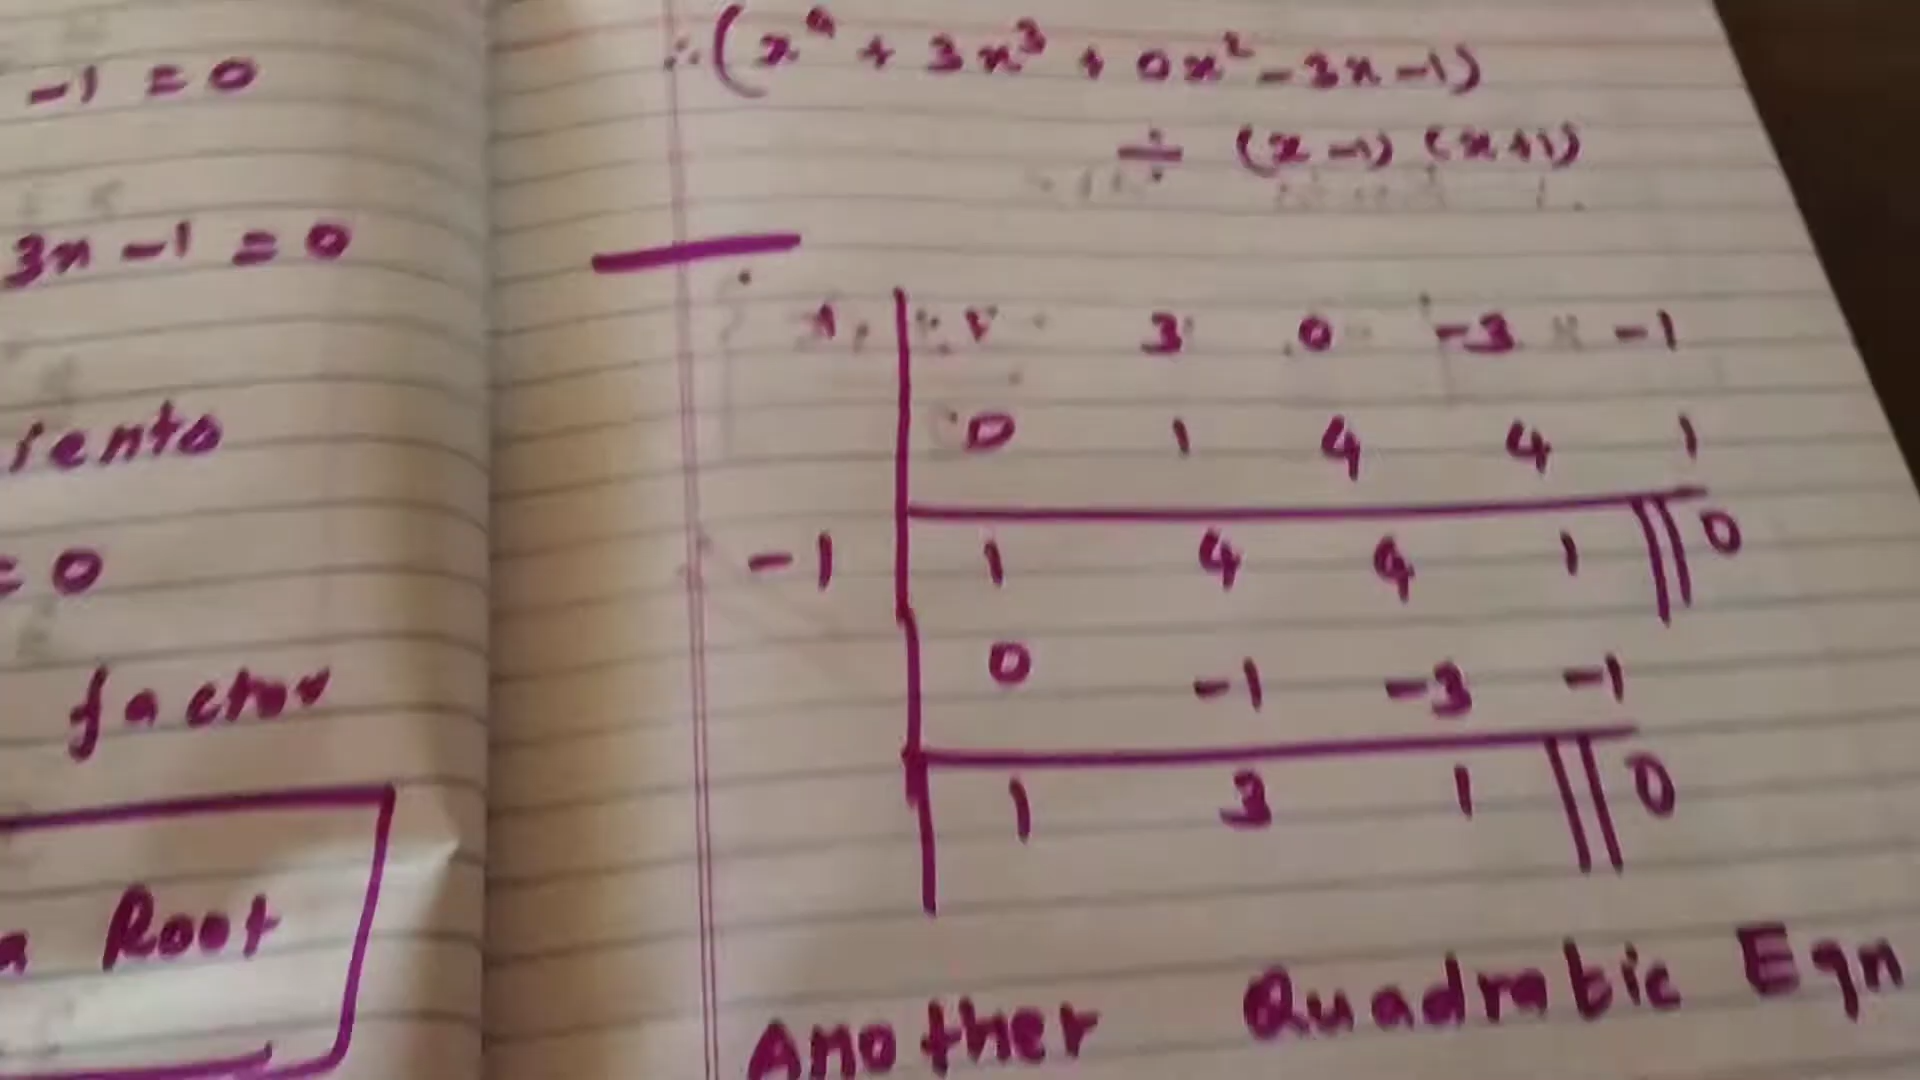 -1 = 0
3x -1 = 0
= 0
factor
a Root
∴ (x⁴ + 3x³ + 0x² - 3x - 1)
÷ (x - 1) (x + 1)
3 0 -3 -1
0 1 4 4 1
-1 1 4 4 1 || 0
0 -1 -3 -1
1 3 1 || 0
Another Quadratic Eqn